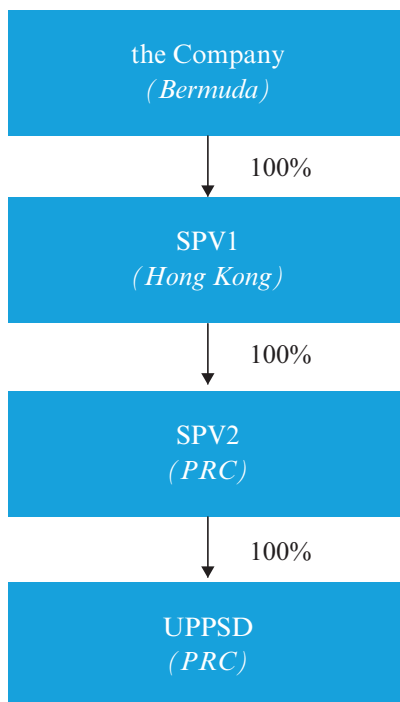 the Company
(Bermuda)
100%
SPV1
(Hong Kong)
100%
SPV2
(PRC)
100%
UPPSD
(PRC)